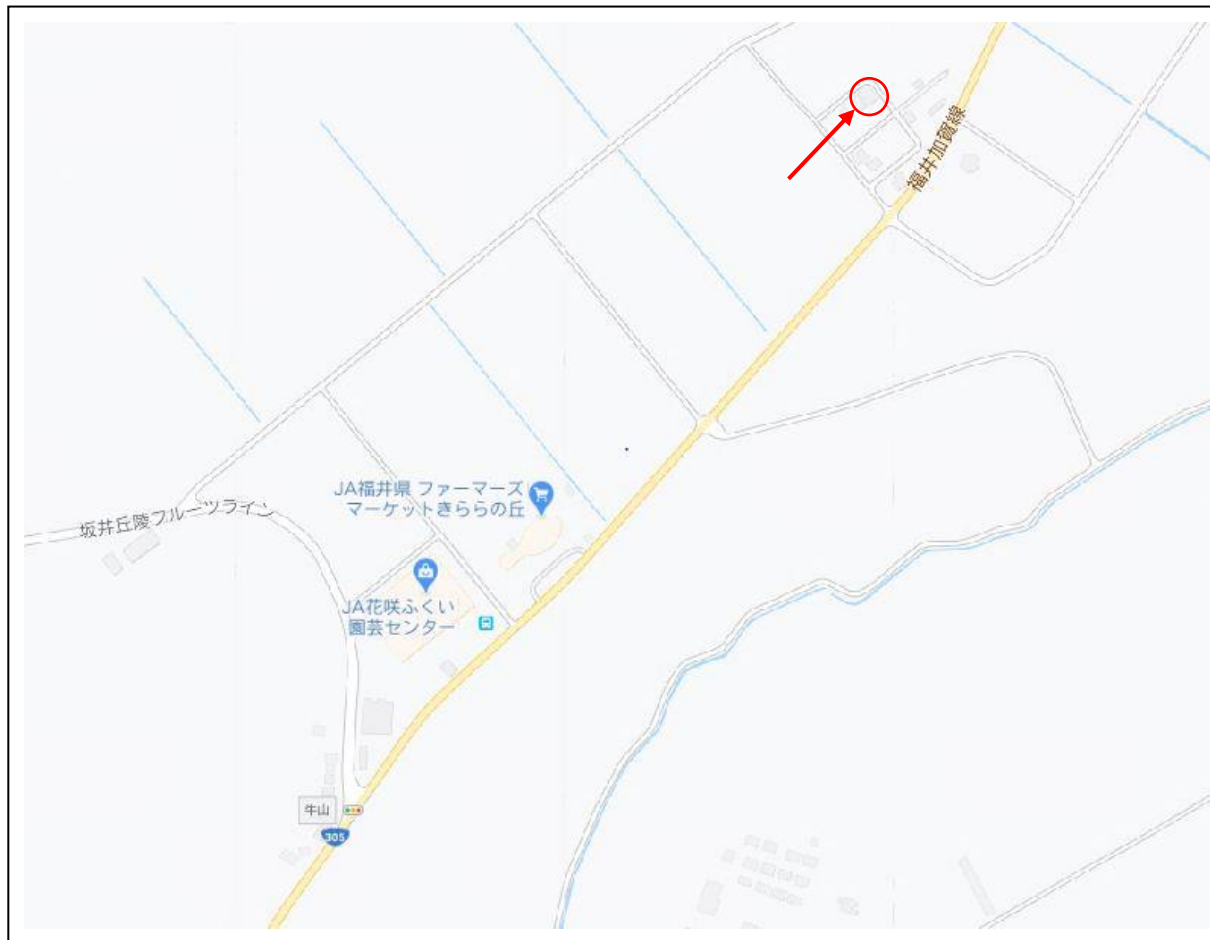 福井加賀線
JA福井県 ファーマーズ
マーケットきららの丘
坂井丘陵フルーツライン
JA花咲ふくい
園芸センター
牛山
305